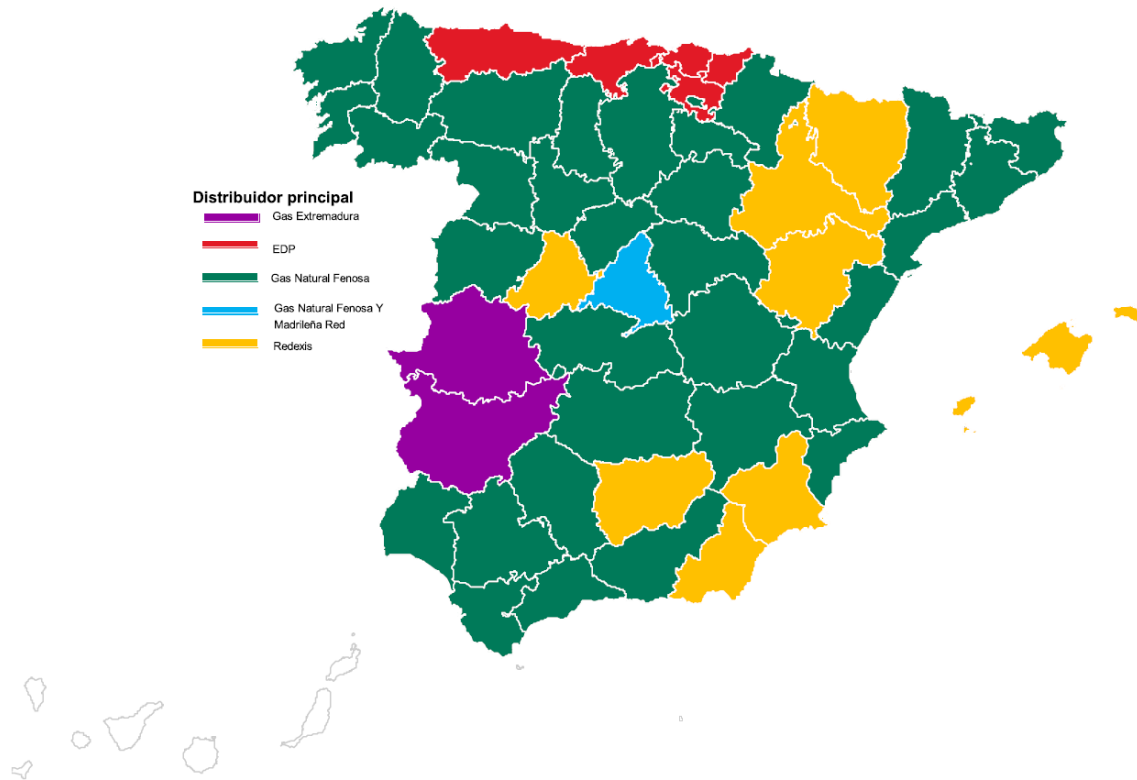 Distribuidor principal
Gas Extremadura
EDP
Gas Natural Fenosa
Gas Natural Fenosa Y
Madrileña Red
Redexis